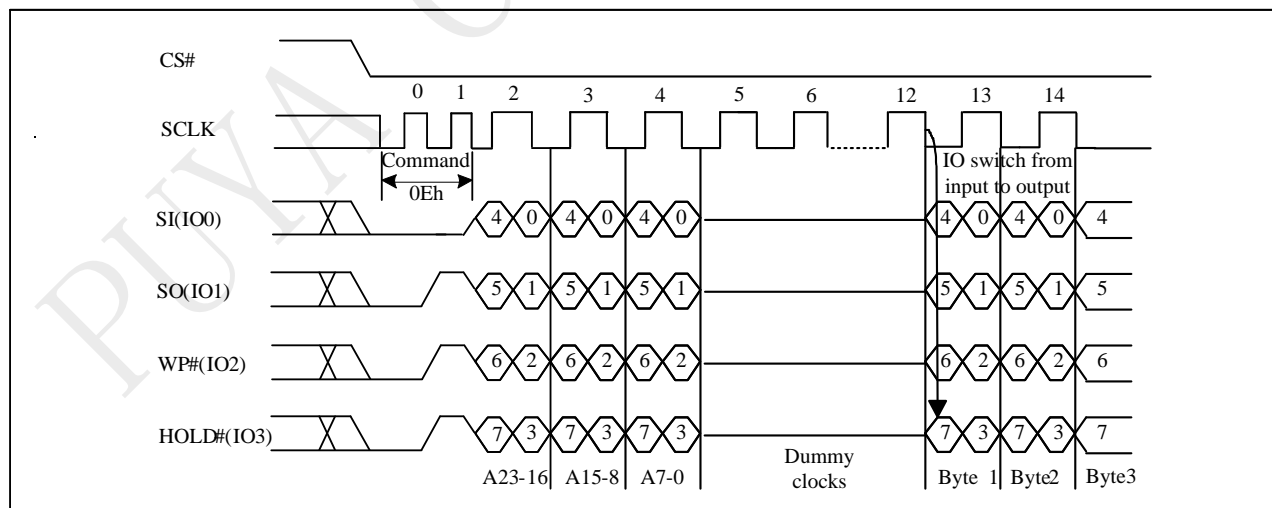 CS#
0 1 2 3 4 5 6 12 13 14
SCLK
Command
0Eh
IO switch from
input to output
SI(IO0) 4 0 4 0 4 0 4 0 4 0 4
SO(IO1) 5 1 5 1 5 1 5 1 5 1 5
WP#(IO2) 6 2 6 2 6 2 6 2 6 2 6
HOLD#(IO3) 7 3 7 3 7 3 7 3 7 3 7
A23-16 A15-8 A7-0
Dummy
clocks
Byte 1 Byte2 Byte3
PUYA